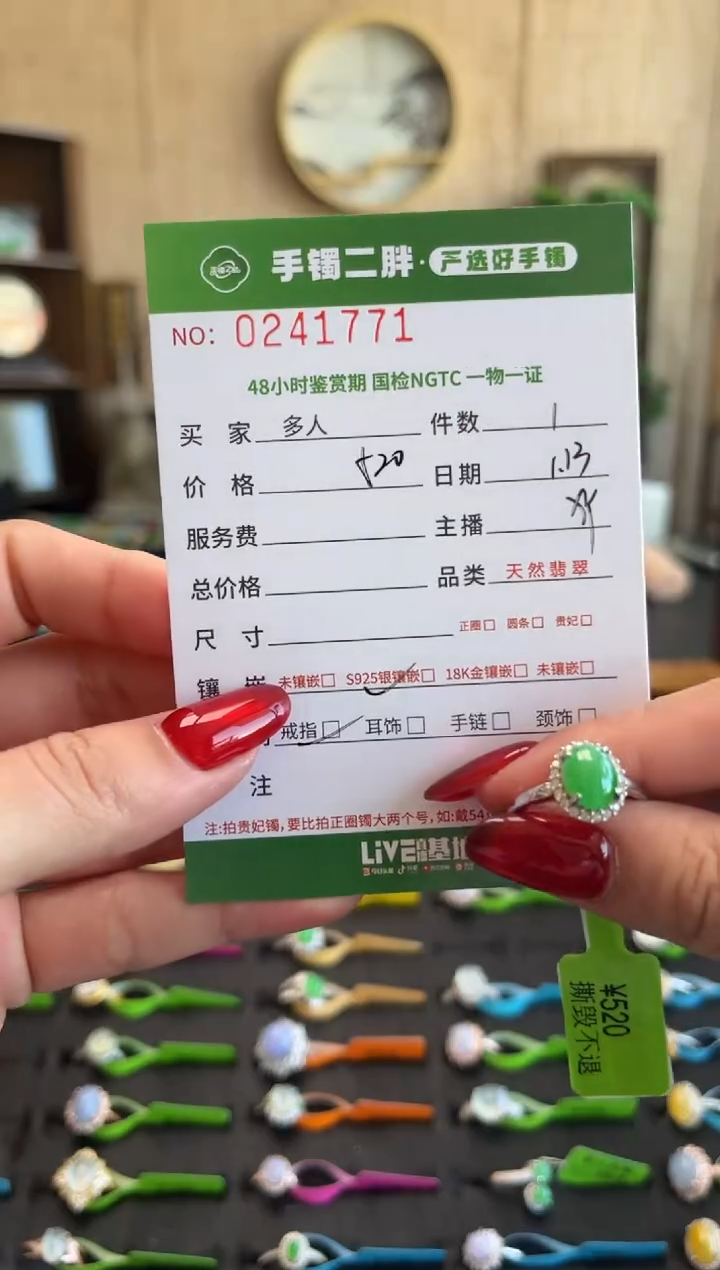 手镯二胖·严选好手镯
NO: 0241771
48小时鉴赏期 国检NGTC 一物一证
买 家 多人 件数 1
价 格 520 日期 1.13
服务费 主播
总价格 品类 天然翡翠
尺 寸 正圈□ 圆条□ 贵妃□
镶 嵌 未镶嵌□ S925银镶嵌□ 18K金镶嵌□ 未镶嵌□
戒指□ 耳饰□ 手链□ 颈饰□
注
注:拍贵妃镯,要比拍正圈镯大两个号,如:戴54
LiVE 基地
¥520
撕毁不退